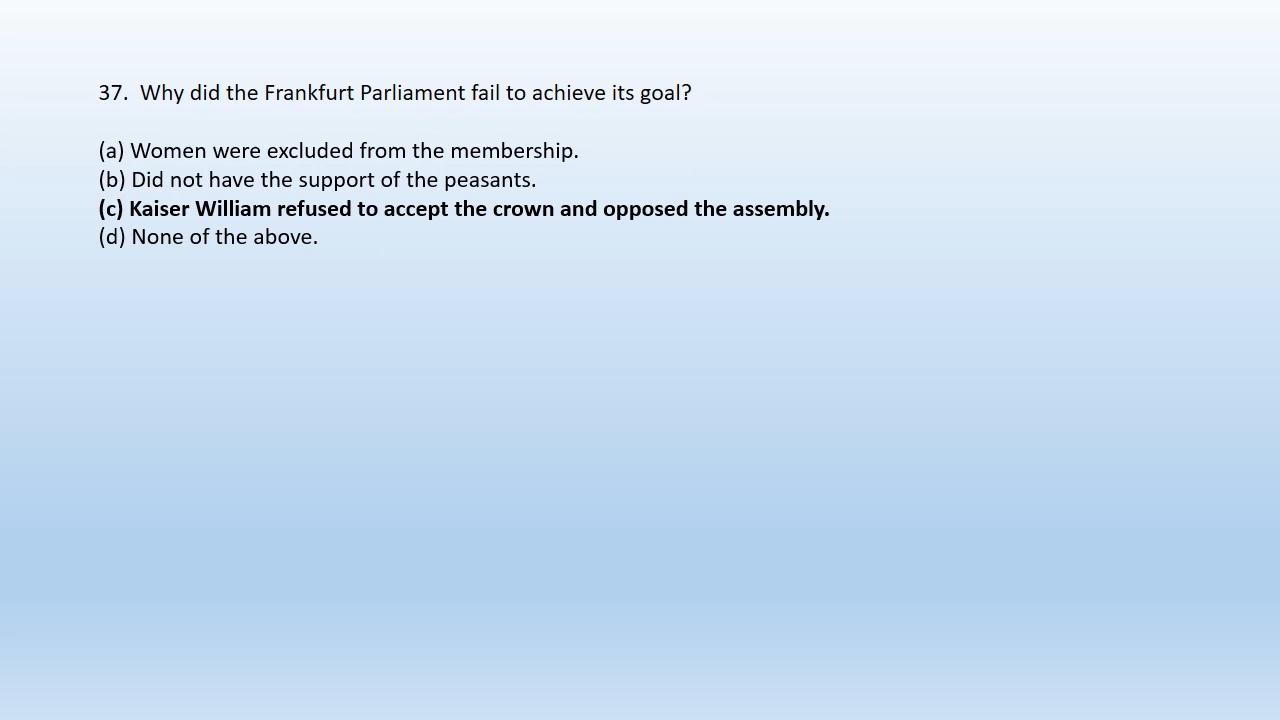 37.  Why did the Frankfurt Parliament fail to achieve its goal?
(a) Women were excluded from the membership.
(b) Did not have the support of the peasants.
(c) Kaiser William refused to accept the crown and opposed the assembly.
(d) None of the above.